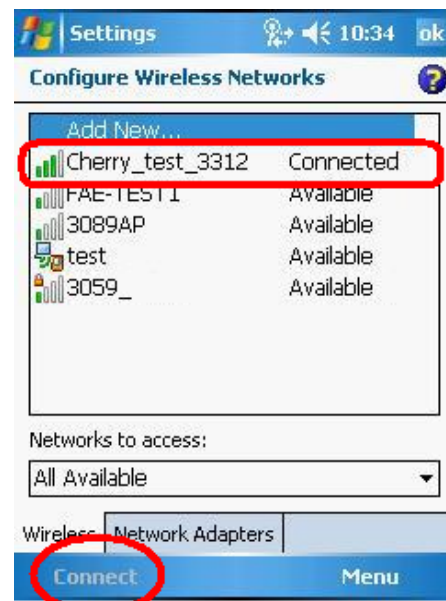 Settings 10:34 ok
Configure Wireless Networks
Add New...
Cherry_test_3312 Connected
FAE-TEST1 Available
3089AP Available
test Available
3059_ Available
Networks to access:
All Available
Wireless Network Adapters
Connect Menu